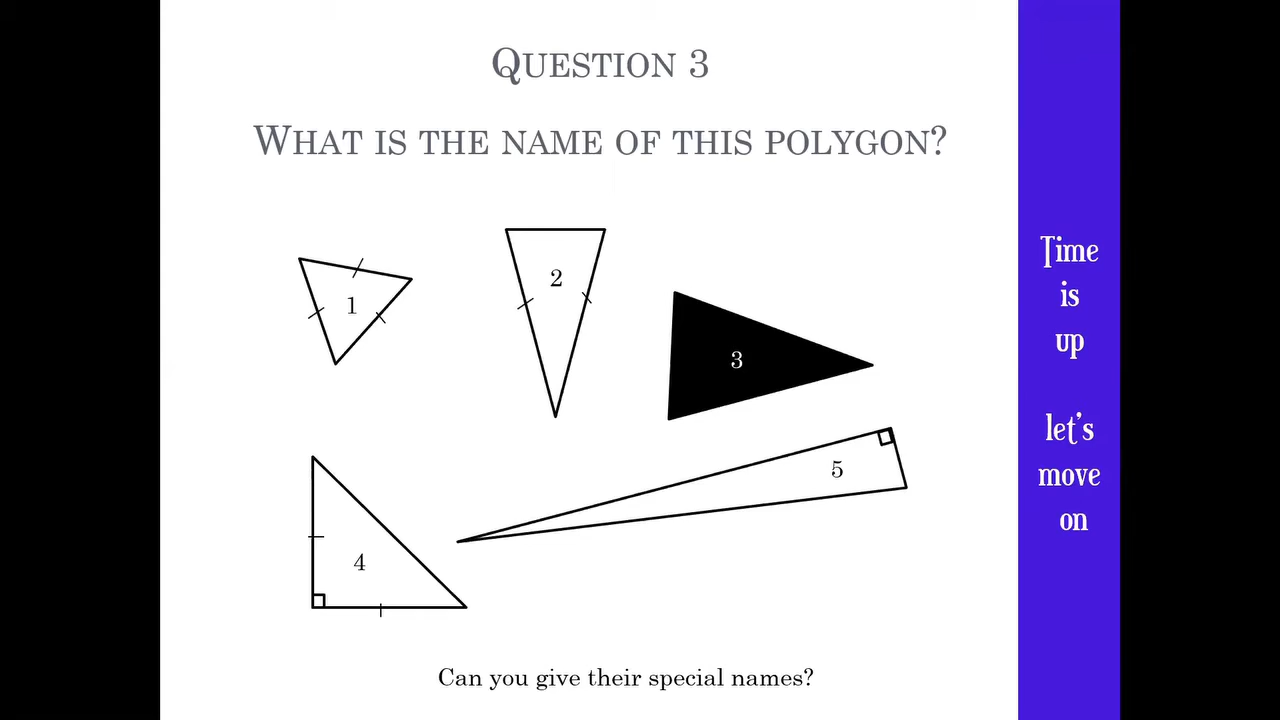 QUESTION 3
WHAT IS THE NAME OF THIS POLYGON?
1
2
3
4
5
Can you give their special names?
Time
is
up
let's
move
on